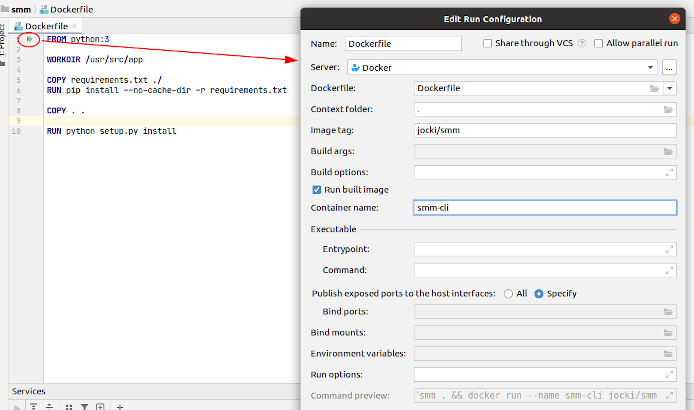 smm Dockerfile
Dockerfile
1: Project
1 FROM python:3
2
3 WORKDIR /usr/src/app
4
5 COPY requirements.txt ./
6 RUN pip install --no-cache-dir -r requirements.txt
7
8 COPY . .
9
10 RUN python setup.py install
Services
Edit Run Configuration
Name: Dockerfile Share through VCS ? Allow parallel run
Server: Docker ...
Dockerfile: Dockerfile
Context folder: .
Image tag: jocki/smm
Build args:
Build options:
Run built image
Container name: smm-cli
Executable
Entrypoint:
Command:
Publish exposed ports to the host interfaces: All Specify
Bind ports:
Bind mounts:
Environment variables:
Run options:
Command preview: 'smm . && docker run --name smm-cli jocki/smm